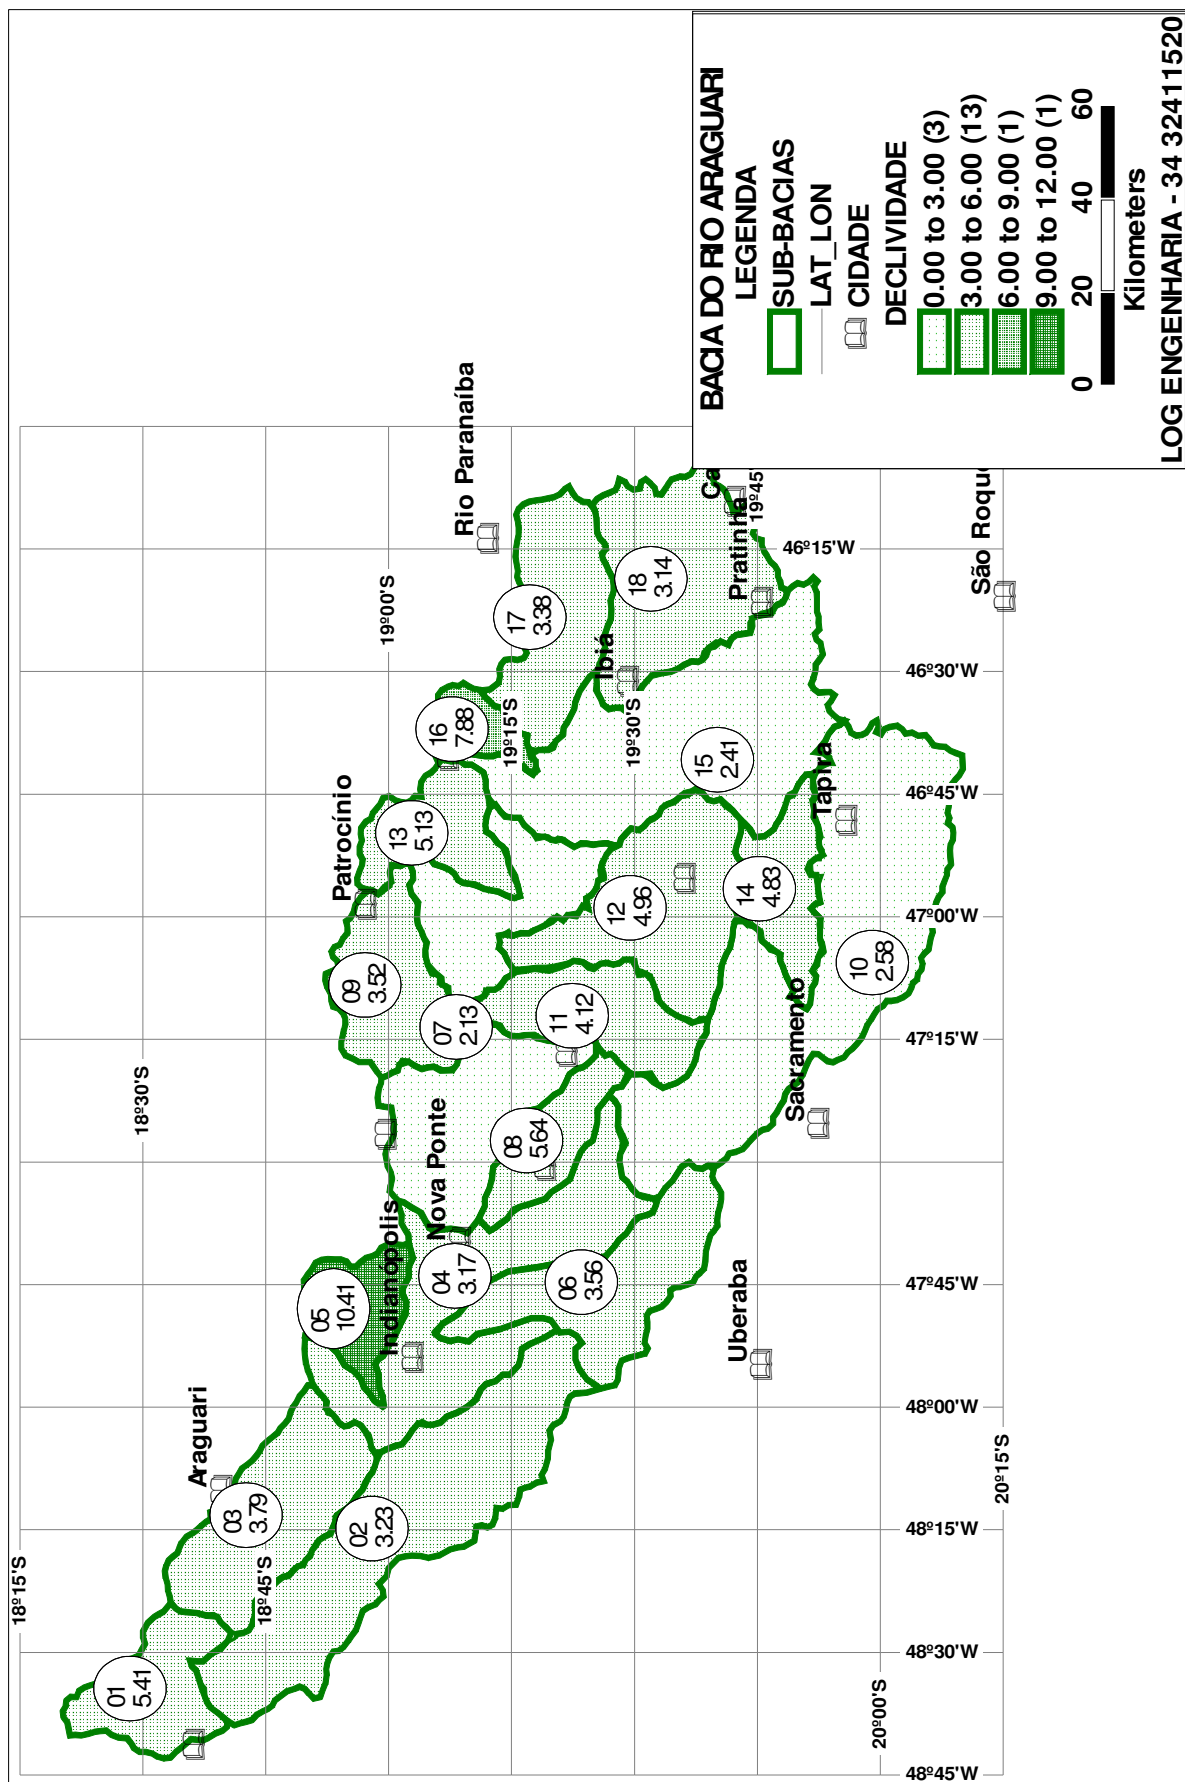 18º15'S
18º30'S
18º45'S
19º00'S
19º15'S
19º30'S
19º45'
20º00'S
20º15'S
48º45'W
48º30'W
48º15'W
48º00'W
47º45'W
47º15'W
47º00'W
46º45'W
46º30'W
46º15'W
Araguari
Indianópolis
Nova Ponte
Patrocínio
Rio Paranaíba
Ibiá
Pratinha
Ca
Tapira
Sacramento
Uberaba
São Roqu
01
5.41
02
3.23
03
3.79
04
3.17
05
10.41
06
3.56
07
2.13
08
5.64
09
3.52
10
2.58
11
4.12
12
4.96
13
5.13
14
4.83
15
2.41
16
7.88
17
3.38
18
3.14
BACIA DO RIO ARAGUARI
LEGENDA
SUB-BACIAS
LAT_LON
CIDADE
DECLIVIDADE
0.00 to 3.00 (3)
3.00 to 6.00 (13)
6.00 to 9.00 (1)
9.00 to 12.00 (1)
0 20 40 60
Kilometers
LOG ENGENHARIA - 34 32411520